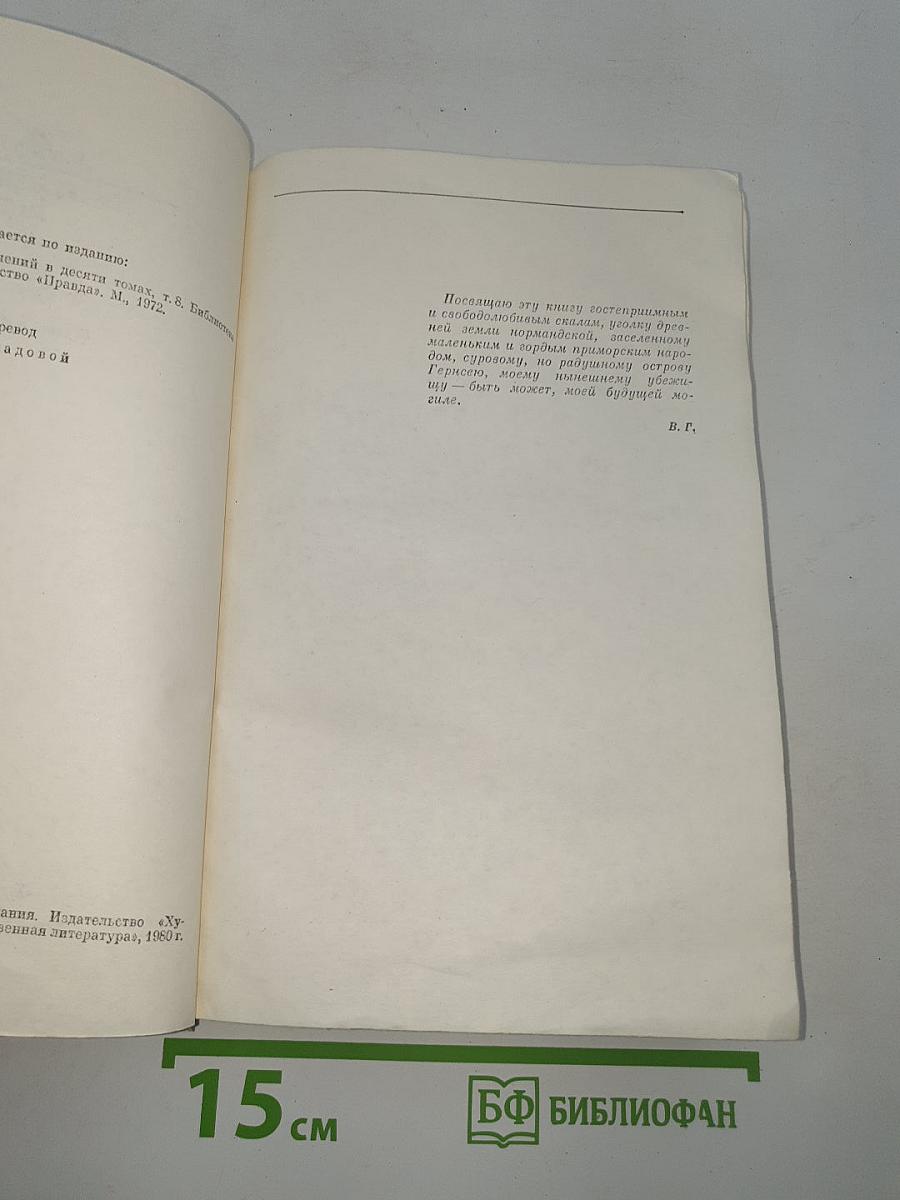 ается по изданию:
ений в десяти томах, т. 8. Библиотека
ство «Правда». М., 1972.
ревод
адовой
ания. Издательство «Ху-
венная литература», 1980 г.
Посвящаю эту книгу гостеприимным
и свободолюбивым скалам, уголку древ-
ней земли нормандской, заселенному
маленьким и гордым приморским наро-
дом, суровому, но радушному острову
Гернсею, моему нынешнему убежи-
щу — быть может, моей будущей мо-
гиле.
В. Г.
15 см
БФ БИБЛИОФАН